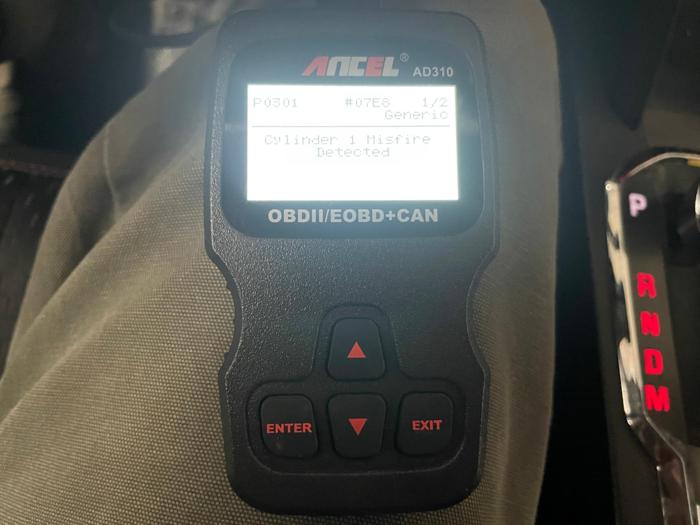 ANCEL® AD310
P0301 #07E8 1/2
Generic
Cylinder 1 Misfire
Detected
OBDII/EOBD+CAN
ENTER
EXIT
P
R
N
D
M